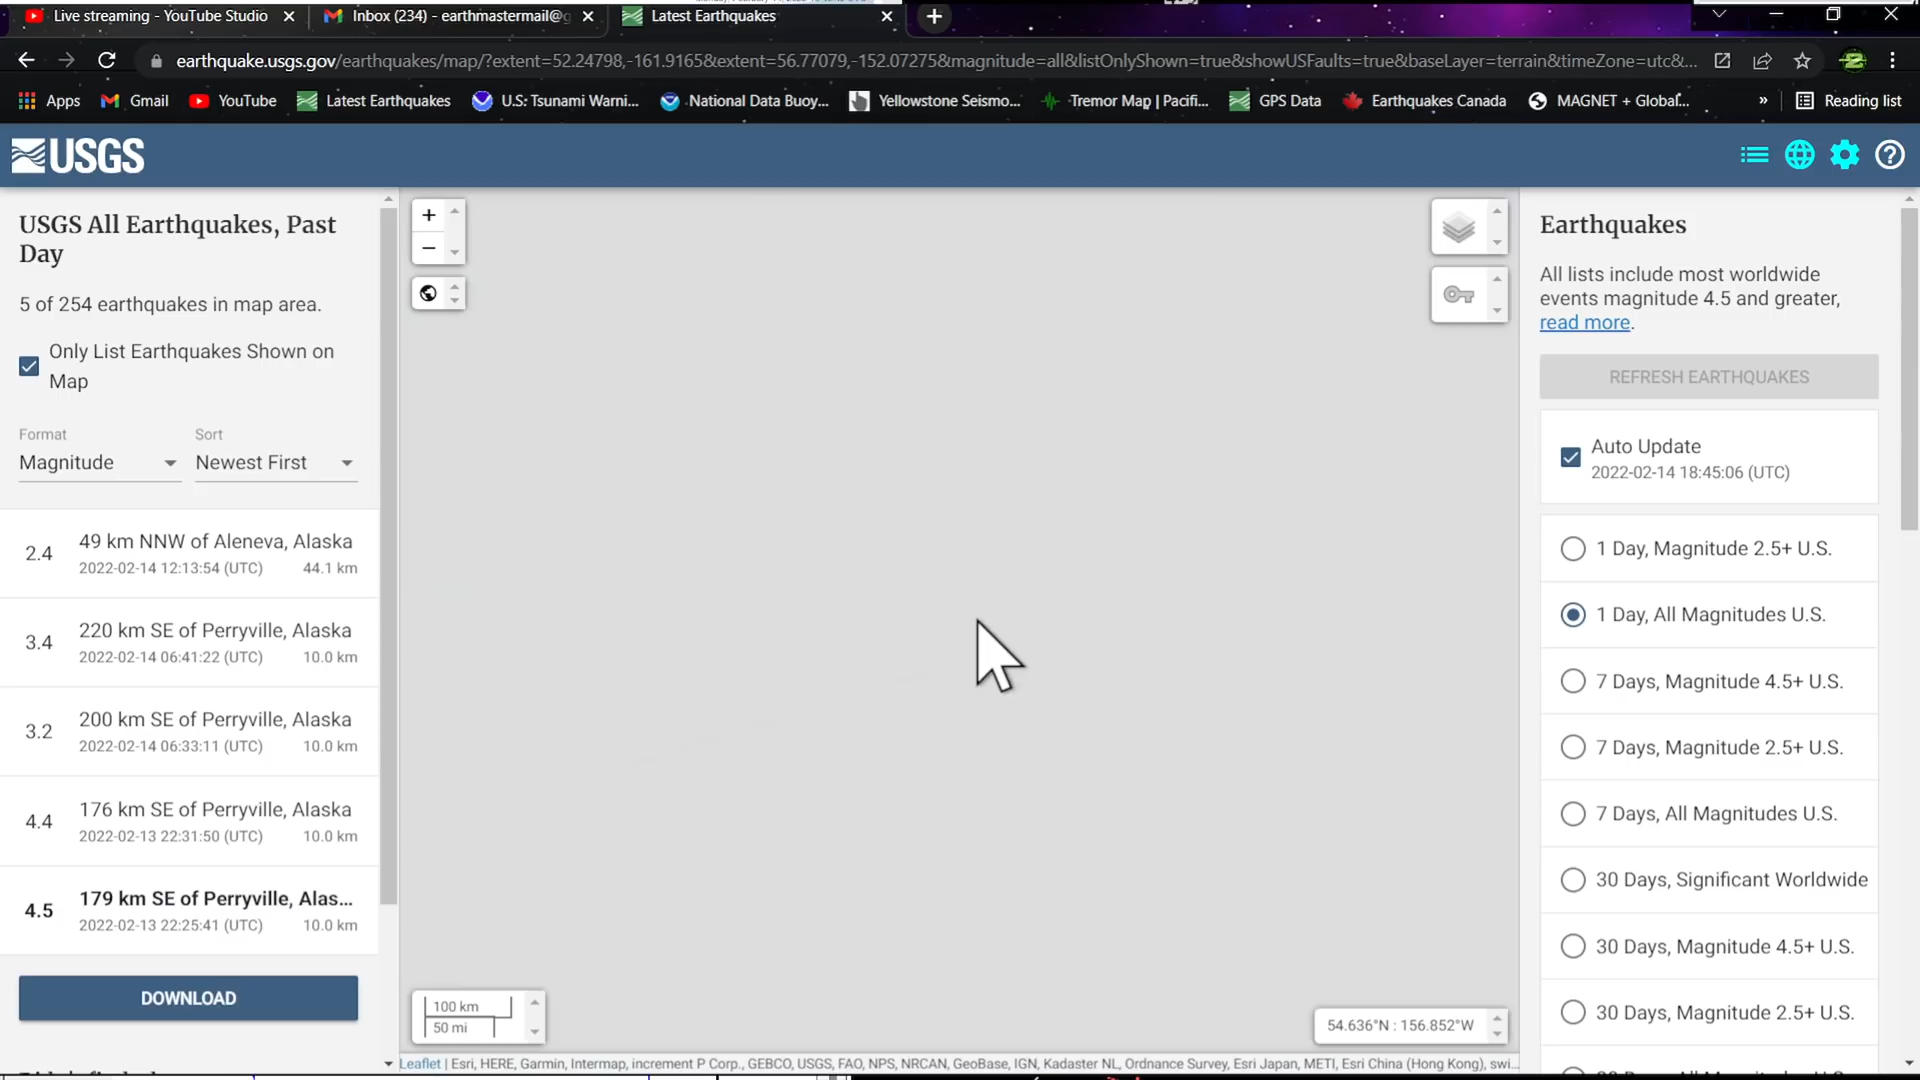 Live streaming - YouTube Studio
Inbox (234) - earthmastermail@g
Latest Earthquakes
earthquake.usgs.gov/earthquakes/map/?extent=52.24798,-161.9165&extent=56.77079,-152.07275&magnitude=all&listOnlyShown=true&showUSFaults=true&baseLayer=terrain&timeZone=utc&...
Apps
Gmail
YouTube
Latest Earthquakes
U.S: Tsunami Warni...
National Data Buoy...
Yellowstone Seismo...
Tremor Map | Pacifi...
GPS Data
Earthquakes Canada
MAGNET + Global...
»
Reading list
USGS
USGS All Earthquakes, Past
Day
5 of 254 earthquakes in map area.
Only List Earthquakes Shown on
Map
Format
Sort
Magnitude
Newest First
2.4
49 km NNW of Aleneva, Alaska
2022-02-14 12:13:54 (UTC) 44.1 km
3.4
220 km SE of Perryville, Alaska
2022-02-14 06:41:22 (UTC) 10.0 km
3.2
200 km SE of Perryville, Alaska
2022-02-14 06:33:11 (UTC) 10.0 km
4.4
176 km SE of Perryville, Alaska
2022-02-13 22:31:50 (UTC) 10.0 km
4.5
179 km SE of Perryville, Alas...
2022-02-13 22:25:41 (UTC) 10.0 km
DOWNLOAD
+
−
100 km
50 mi
54.636°N : 156.852°W
Leaflet | Esri, HERE, Garmin, Intermap, increment P Corp., GEBCO, USGS, FAO, NPS, NRCAN, GeoBase, IGN, Kadaster NL, Ordnance Survey, Esri Japan, METI, Esri China (Hong Kong), swi...
Earthquakes
All lists include most worldwide
events magnitude 4.5 and greater,
read more.
REFRESH EARTHQUAKES
Auto Update
2022-02-14 18:45:06 (UTC)
1 Day, Magnitude 2.5+ U.S.
1 Day, All Magnitudes U.S.
7 Days, Magnitude 4.5+ U.S.
7 Days, Magnitude 2.5+ U.S.
7 Days, All Magnitudes U.S.
30 Days, Significant Worldwide
30 Days, Magnitude 4.5+ U.S.
30 Days, Magnitude 2.5+ U.S.